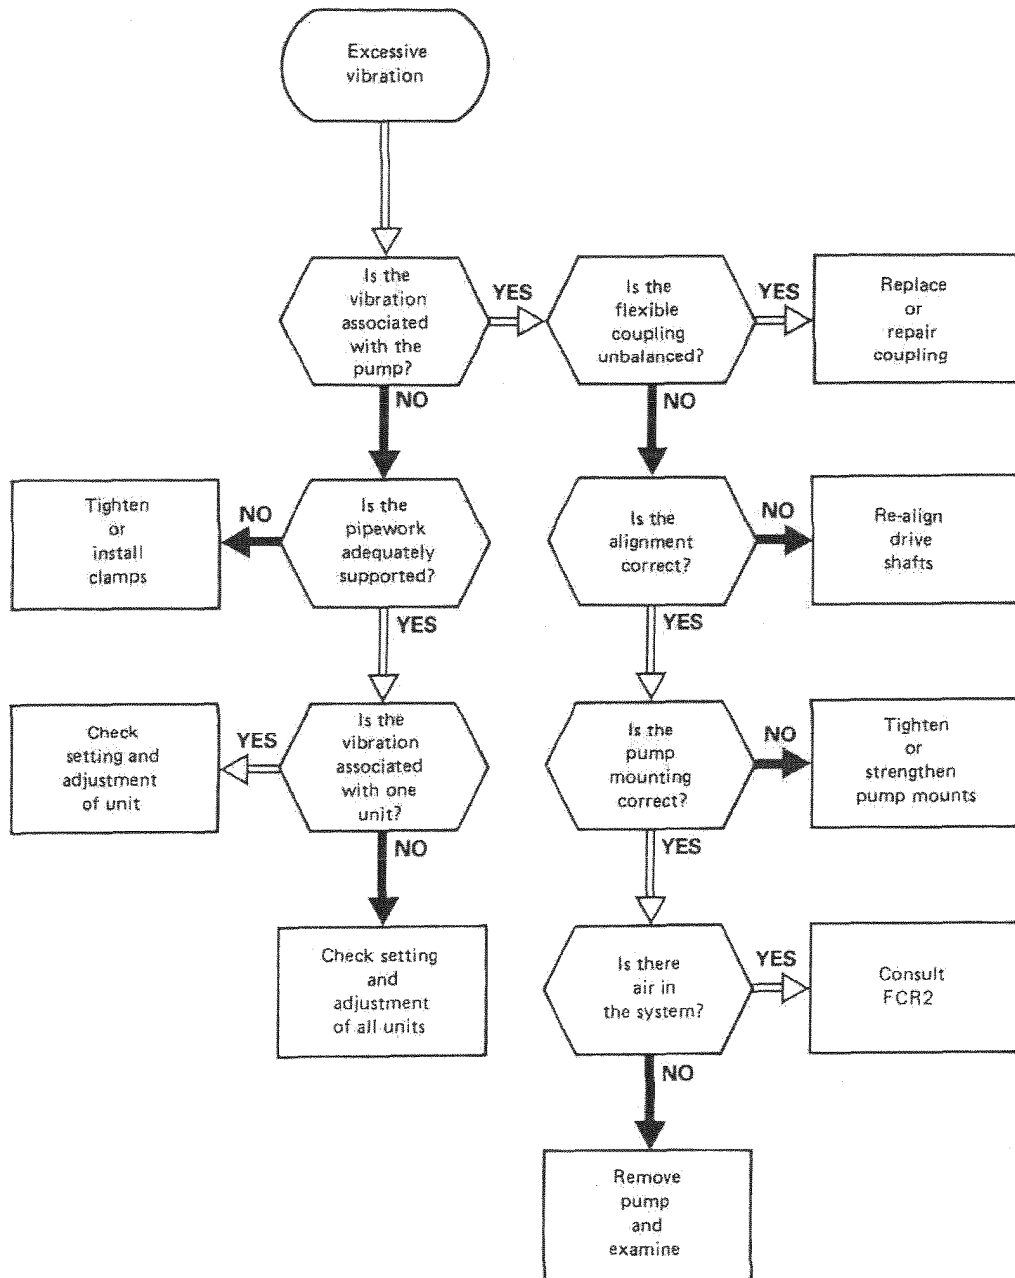 Excessive
vibration
Is the
vibration
associated
with the
pump?
YES
Is the
flexible
coupling
unbalanced?
YES
Replace
or
repair
coupling
NO
NO
Tighten
or
install
clamps
NO
Is the
pipework
adequately
supported?
Is the
alignment
correct?
NO
Re-align
drive
shafts
YES
YES
Check
setting and
adjustment
of unit
YES
Is the
vibration
associated
with one
unit?
Is the
pump
mounting
correct?
NO
Tighten
or
strengthen
pump mounts
NO
YES
Check setting
and
adjustment
of all units
Is there
air in
the system?
YES
Consult
FCR2
NO
Remove
pump
and
examine